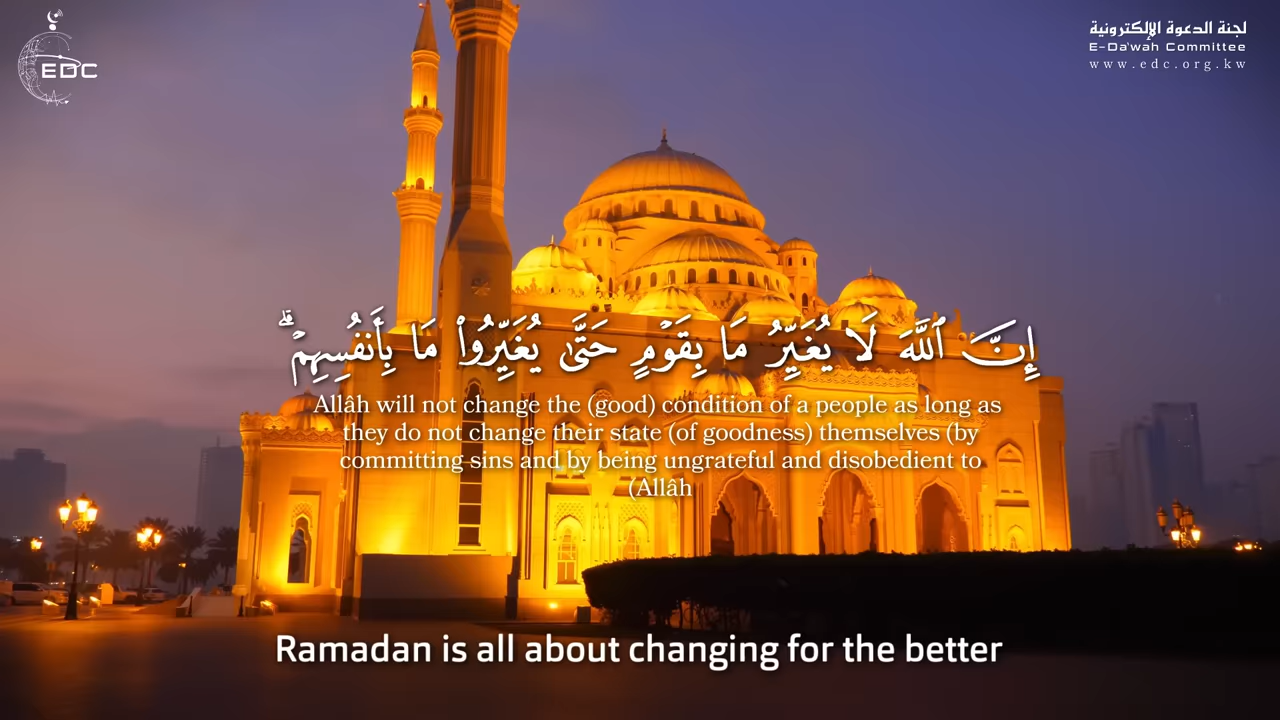 EDC
لجنة الدعوة الإلكترونية
E-Da'wah Committee
www.edc.org.kw
إِنَّ ٱللَّهَ لَا يُغَيِّرُ مَا بِقَوْمٍ حَتَّىٰ يُغَيِّرُوا۟ مَا بِأَنفُسِهِمْ ۗ
Allâh will not change the (good) condition of a people as long as
they do not change their state (of goodness) themselves (by
committing sins and by being ungrateful and disobedient to
(Allâh
Ramadan is all about changing for the better